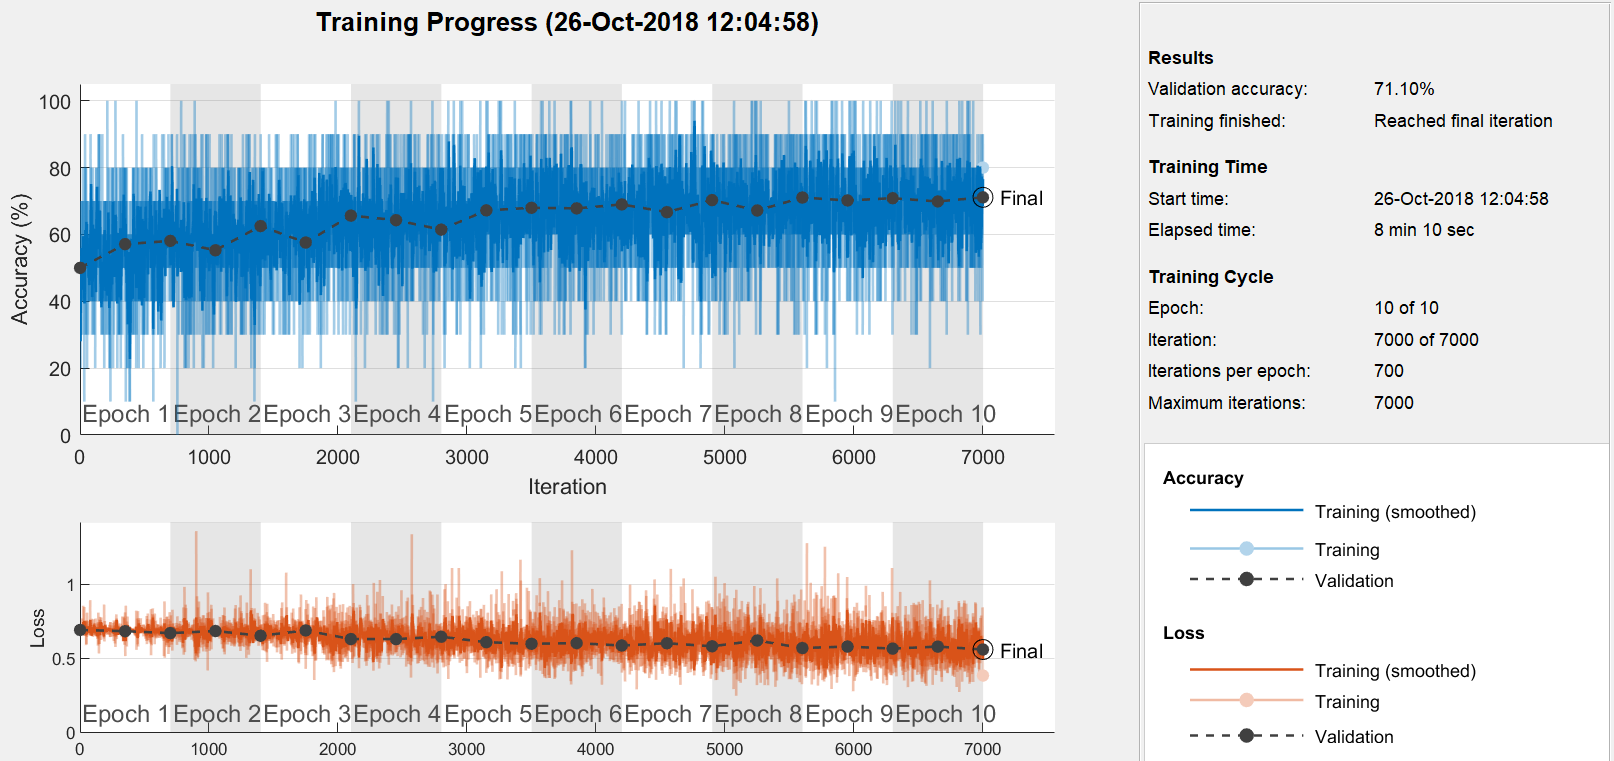 Training Progress (26-Oct-2018 12:04:58)
100
80
60
40
20
0
Accuracy (%)
Epoch 1 Epoch 2 Epoch 3 Epoch 4 Epoch 5 Epoch 6 Epoch 7 Epoch 8 Epoch 9 Epoch 10
Final
0 1000 2000 3000 4000 5000 6000 7000
Iteration
1
0.5
0
Loss
Epoch 1 Epoch 2 Epoch 3 Epoch 4 Epoch 5 Epoch 6 Epoch 7 Epoch 8 Epoch 9 Epoch 10
Final
0 1000 2000 3000 4000 5000 6000 7000
Results
Validation accuracy: 71.10%
Training finished: Reached final iteration
Training Time
Start time: 26-Oct-2018 12:04:58
Elapsed time: 8 min 10 sec
Training Cycle
Epoch: 10 of 10
Iteration: 7000 of 7000
Iterations per epoch: 700
Maximum iterations: 7000
Accuracy
Training (smoothed)
Training
Validation
Loss
Training (smoothed)
Training
Validation